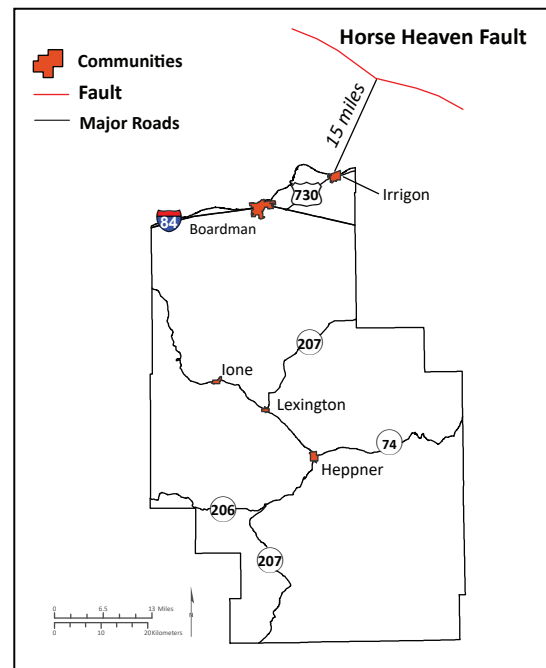 Horse Heaven Fault
Communities
Fault
Major Roads
15 miles
730
Irrigon
84
Boardman
207
Ione
Lexington
74
Heppner
206
207
0 6.5 13 Miles
0 10 20 Kilometers